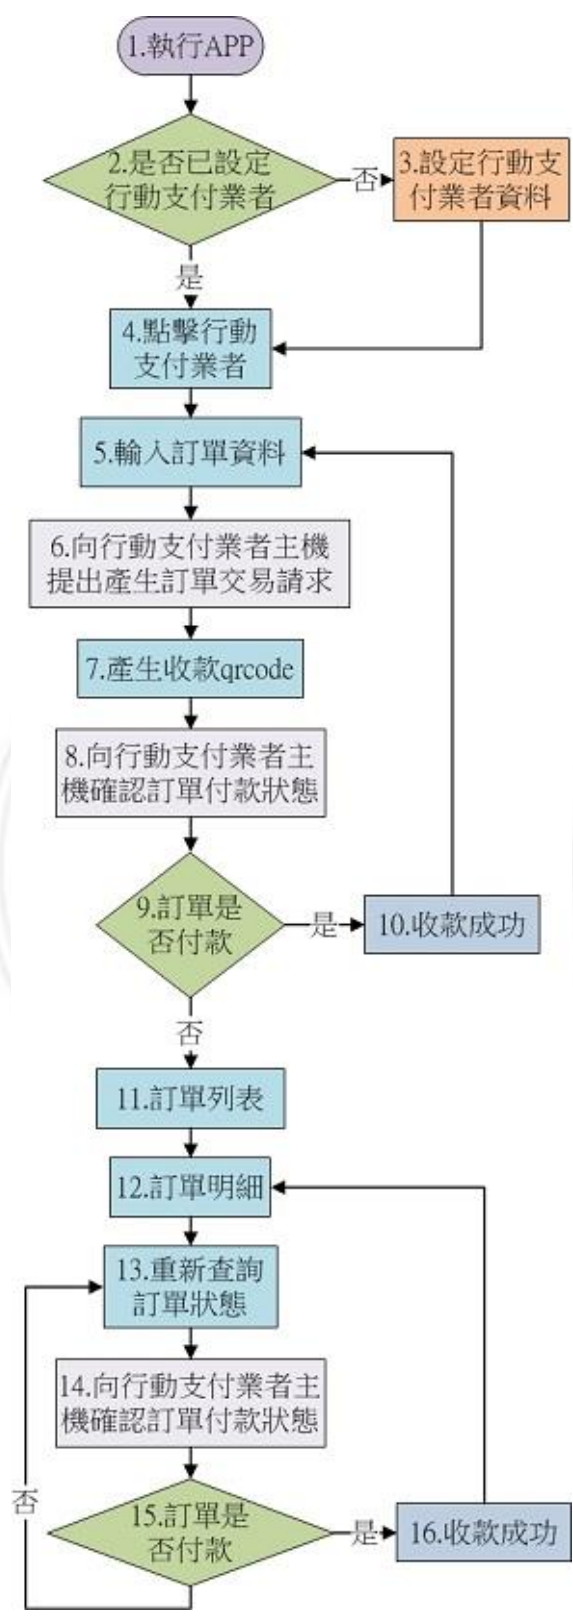 1.執行APP
2.是否已設定
行動支付業者
否
3.設定行動支
付業者資料
是
4.點擊行動
支付業者
5.輸入訂單資料
6.向行動支付業者主機
提出產生訂單交易請求
7.產生收款qrcode
8.向行動支付業者主
機確認訂單付款狀態
9.訂單是
否付款
是
10.收款成功
否
11.訂單列表
12.訂單明細
13.重新查詢
訂單狀態
14.向行動支付業者主
機確認訂單付款狀態
否
15.訂單是
否付款
是
16.收款成功